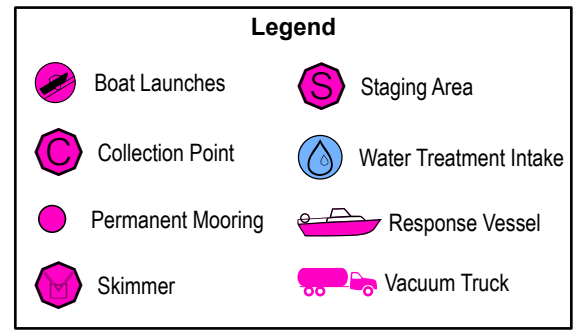 Legend
Boat Launches
S Staging Area
C Collection Point
Water Treatment Intake
Permanent Mooring
Response Vessel
Skimmer
Vacuum Truck